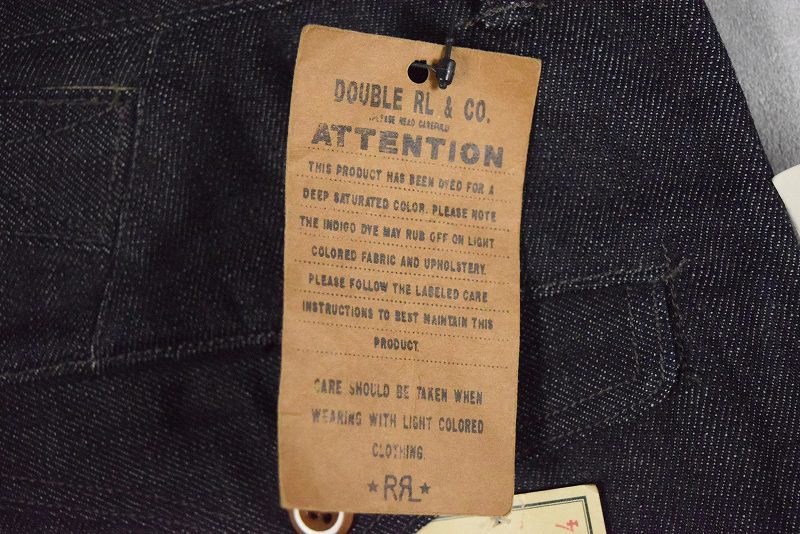 DOUBLE RL & CO.
PLEASE READ CAREFULLY
ATTENTION
THIS PRODUCT HAS BEEN DYED FOR A
DEEP SATURATED COLOR. PLEASE NOTE
THE INDIGO DYE MAY RUB OFF ON LIGHT
COLORED FABRIC AND UPHOLSTERY.
PLEASE FOLLOW THE LABELED CARE
INSTRUCTIONS TO BEST MAINTAIN THIS
PRODUCT.
CARE SHOULD BE TAKEN WHEN
WEARING WITH LIGHT COLORED
CLOTHING.
★RRL★